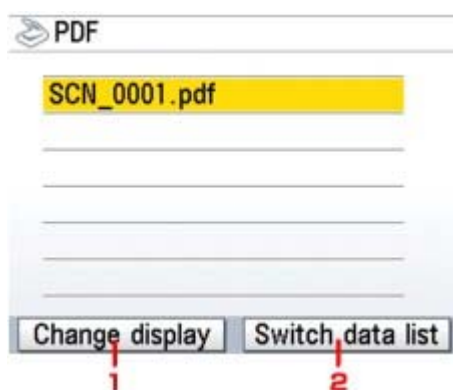 PDF
SCN_0001.pdf
Change display Switch data list
1 2